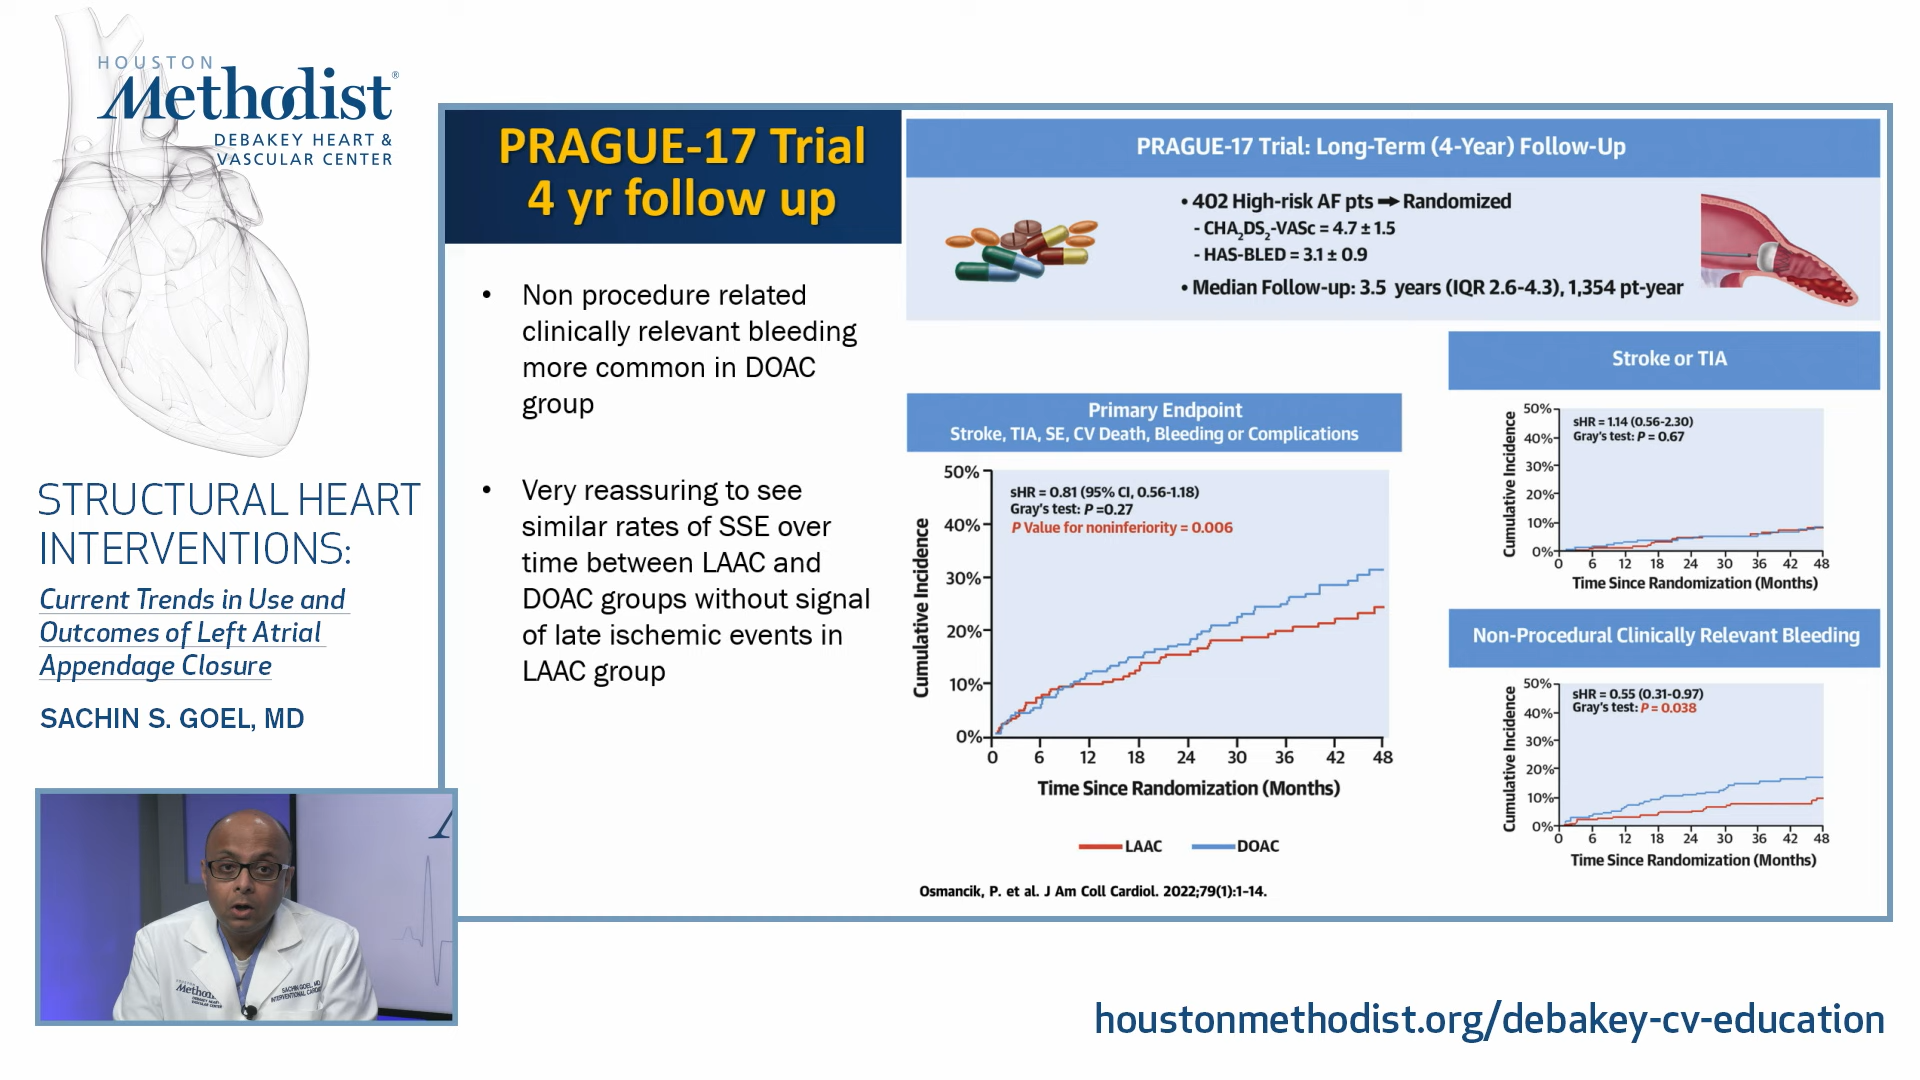 HOUSTON
Methodist®
DEBAKEY HEART &
VASCULAR CENTER
STRUCTURAL HEART
INTERVENTIONS:
Current Trends in Use and
Outcomes of Left Atrial
Appendage Closure
SACHIN S. GOEL, MD
PRAGUE-17 Trial
4 yr follow up
• Non procedure related
clinically relevant bleeding
more common in DOAC
group
• Very reassuring to see
similar rates of SSE over
time between LAAC and
DOAC groups without signal
of late ischemic events in
LAAC group
PRAGUE-17 Trial: Long-Term (4-Year) Follow-Up
• 402 High-risk AF pts ➞ Randomized
- CHA₂DS₂-VASc = 4.7 ± 1.5
- HAS-BLED = 3.1 ± 0.9
• Median Follow-up: 3.5 years (IQR 2.6-4.3), 1,354 pt-year
Primary Endpoint
Stroke, TIA, SE, CV Death, Bleeding or Complications
sHR = 0.81 (95% CI, 0.56-1.18)
Gray's test: P =0.27
P Value for noninferiority = 0.006
Cumulative Incidence
50%
40%
30%
20%
10%
0%
0 6 12 18 24 30 36 42 48
Time Since Randomization (Months)
LAAC DOAC
Osmancik, P. et al. J Am Coll Cardiol. 2022;79(1):1-14.
Stroke or TIA
sHR = 1.14 (0.56-2.30)
Gray's test: P = 0.67
Cumulative Incidence
50%
40%
30%
20%
10%
0%
0 6 12 18 24 30 36 42 48
Time Since Randomization (Months)
Non-Procedural Clinically Relevant Bleeding
sHR = 0.55 (0.31-0.97)
Gray's test: P = 0.038
Cumulative Incidence
50%
40%
30%
20%
10%
0%
0 6 12 18 24 30 36 42 48
Time Since Randomization (Months)
SACHIN GOEL, MD
houstonmethodist.org/debakey-cv-education